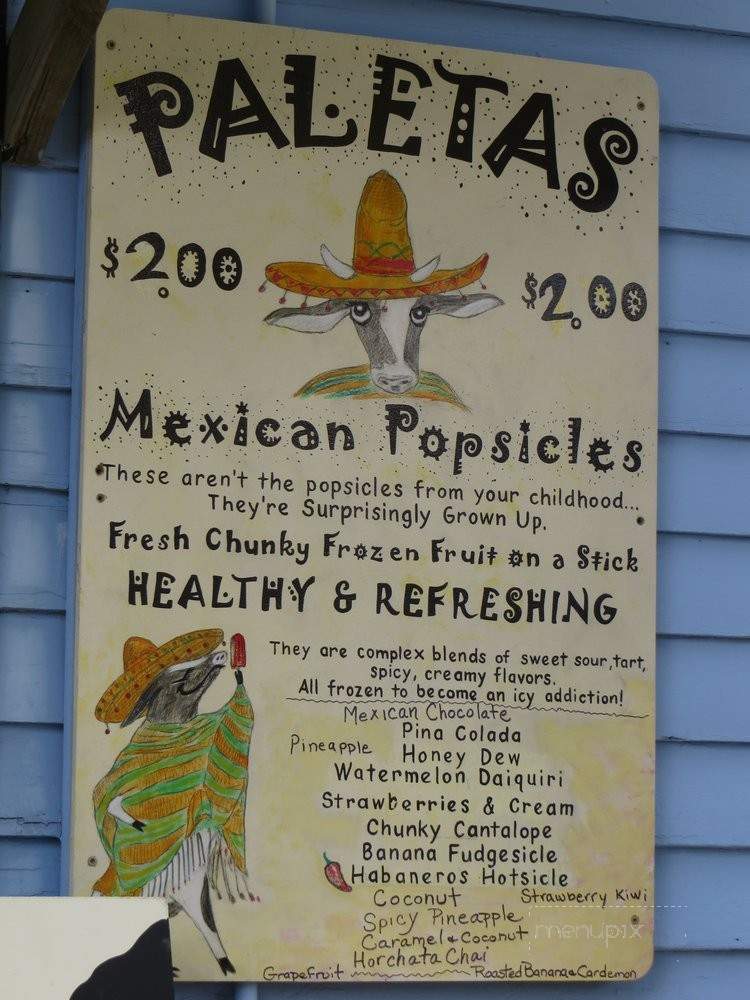 PALETAS
$2.00
$2.00
Mexican Popsicles
These aren't the popsicles from your childhood...
They're Surprisingly Grown Up.
Fresh Chunky Frozen Fruit on a Stick
HEALTHY & REFRESHING
They are complex blends of sweet sour, tart,
spicy, creamy flavors.
All frozen to become an icy addiction!
Mexican Chocolate
Pina Colada
Pineapple
Honey Dew
Watermelon Daiquiri
Strawberries & Cream
Chunky Cantalope
Banana Fudgesicle
Habaneros Hotsicle
Coconut
Strawberry Kiwi
Spicy Pineapple
Caramel & Coconut
Horchata Chai
Grapefruit
Roasted Banana & Cardemon
menupix